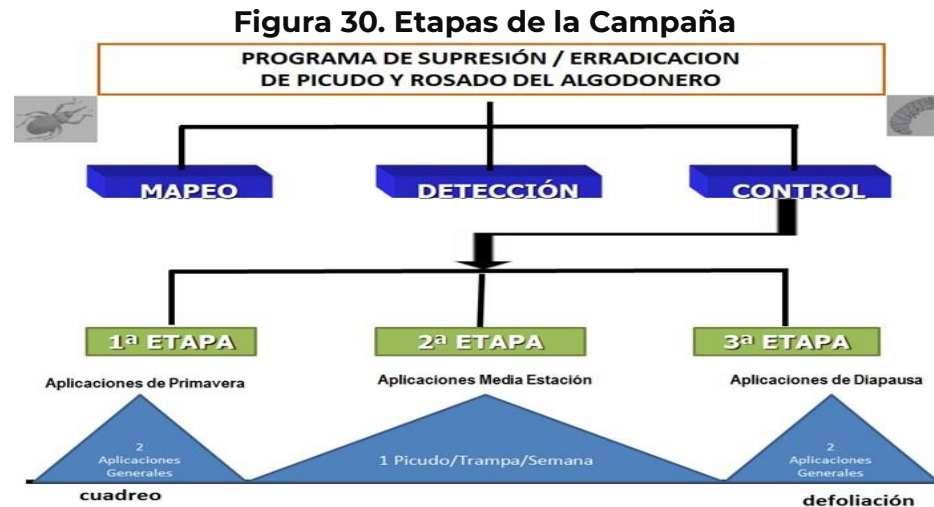 Figura 30. Etapas de la Campaña
PROGRAMA DE SUPRESIÓN / ERRADICACION
DE PICUDO Y ROSADO DEL ALGODONERO
MAPEO
DETECCIÓN
CONTROL
1ª ETAPA
2ª ETAPA
3ª ETAPA
Aplicaciones de Primavera
Aplicaciones Media Estación
Aplicaciones de Diapausa
2
Aplicaciones
Generales
1 Picudo/Trampa/Semana
2
Aplicaciones
Generales
cuadreo
defoliación